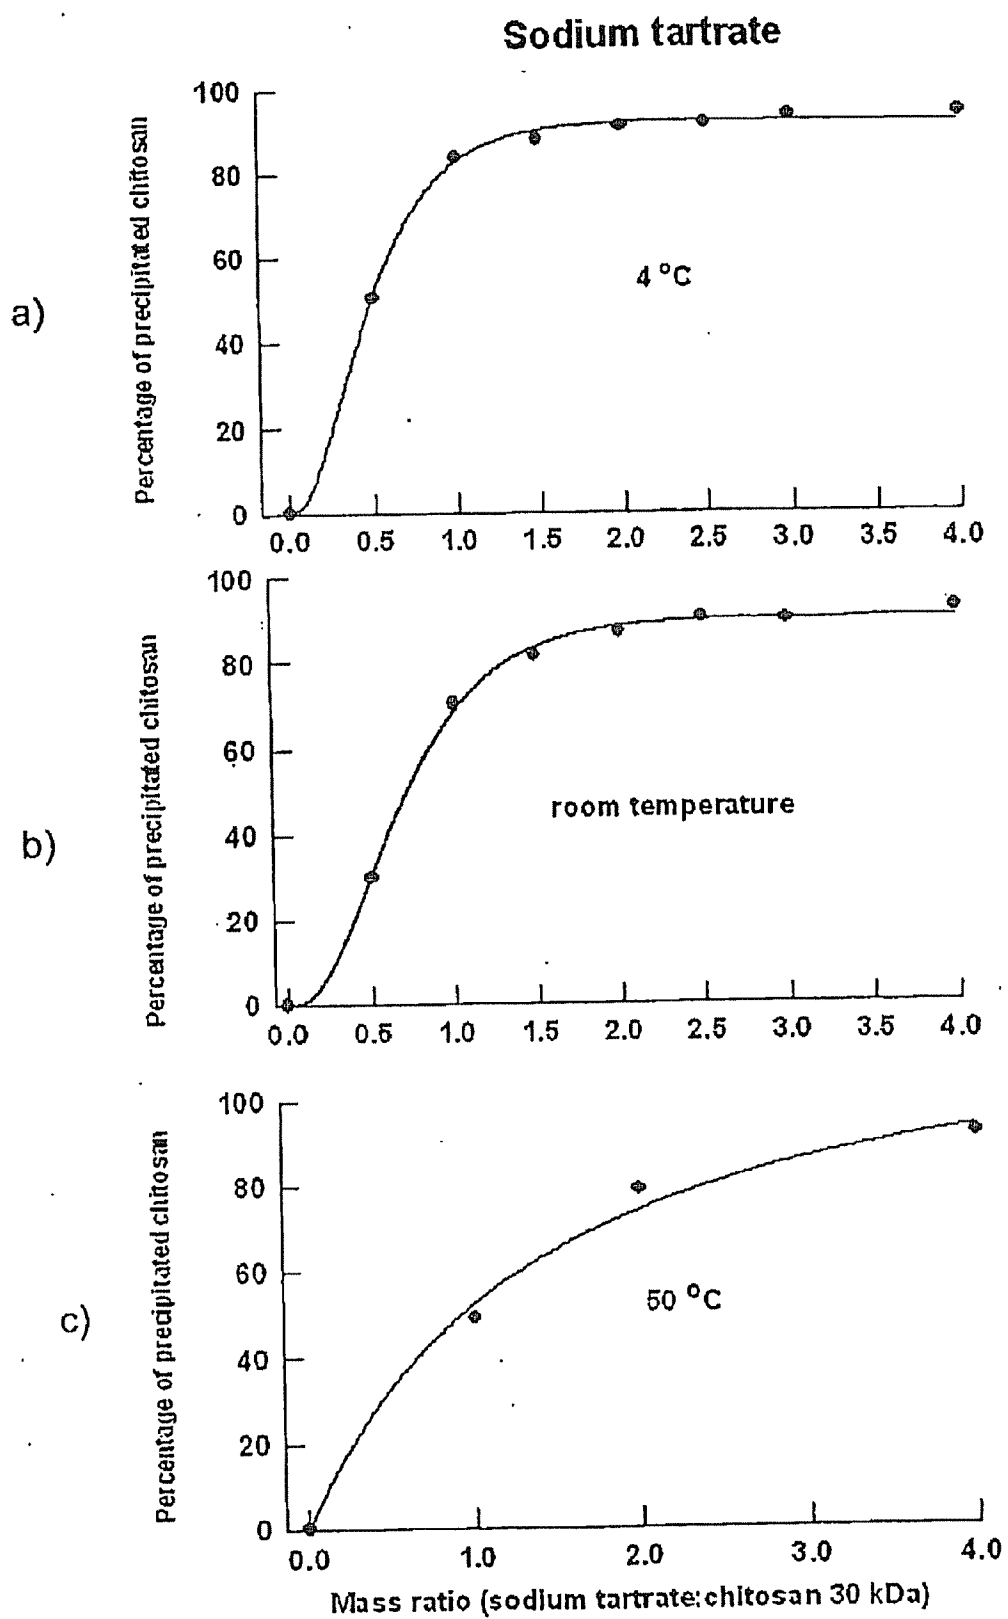 Sodium tartrate
a)
Percentage of precipitated chitosan
100
80
60
40
20
0
4 °C
0.0 0.5 1.0 1.5 2.0 2.5 3.0 3.5 4.0
b)
Percentage of precipitated chitosan
100
80
60
40
20
0
room temperature
0.0 0.5 1.0 1.5 2.0 2.5 3.0 3.5 4.0
c)
Percentage of precipitated chitosan
100
80
60
40
20
0
50 °C
0.0 1.0 2.0 3.0 4.0
Mass ratio (sodium tartrate:chitosan 30 kDa)